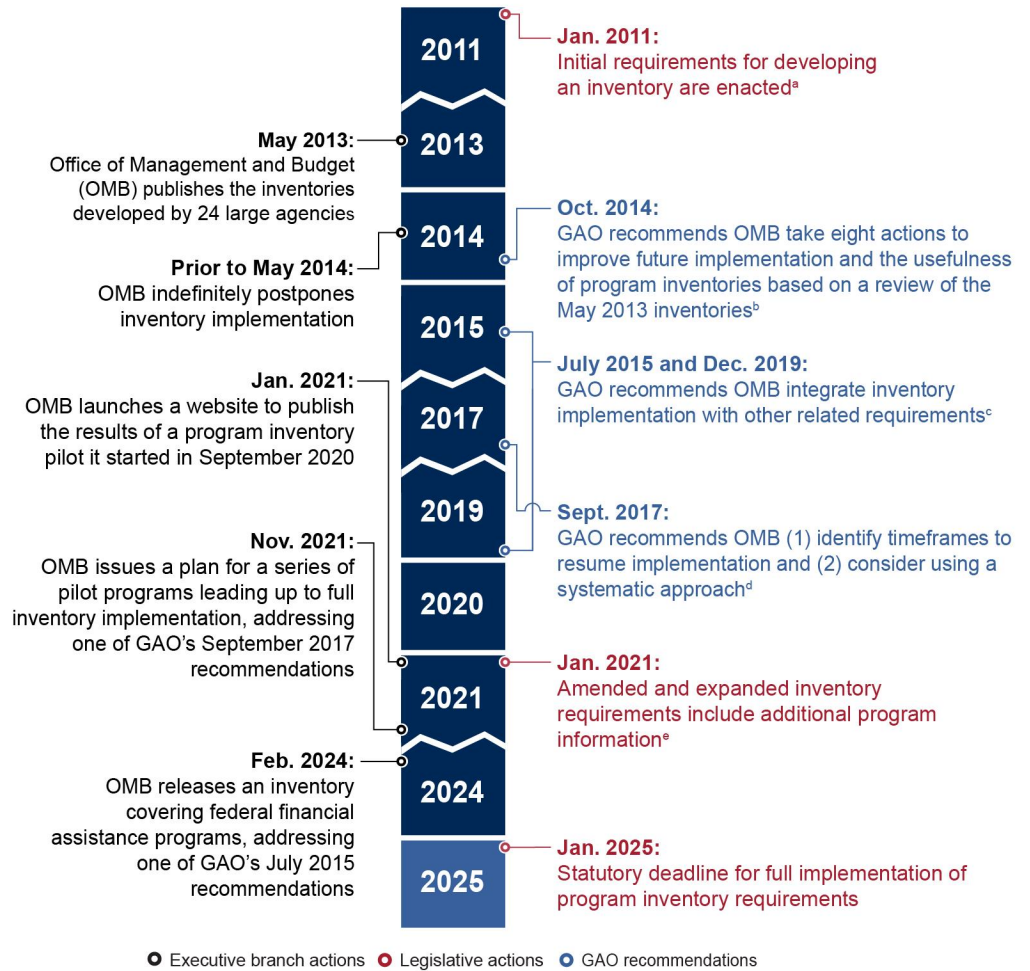 2011
Jan. 2011:
Initial requirements for developing
an inventory are enactedᵃ
May 2013:
Office of Management and Budget
(OMB) publishes the inventories
developed by 24 large agencies
2013
Prior to May 2014:
OMB indefinitely postpones
inventory implementation
2014
Oct. 2014:
GAO recommends OMB take eight actions to
improve future implementation and the usefulness
of program inventories based on a review of the
May 2013 inventoriesᵇ
2015
July 2015 and Dec. 2019:
GAO recommends OMB integrate inventory
implementation with other related requirementsᶜ
Jan. 2021:
OMB launches a website to publish
the results of a program inventory
pilot it started in September 2020
2017
2019
Sept. 2017:
GAO recommends OMB (1) identify timeframes to
resume implementation and (2) consider using a
systematic approachᵈ
Nov. 2021:
OMB issues a plan for a series of
pilot programs leading up to full
inventory implementation, addressing
one of GAO's September 2017
recommendations
2020
2021
Jan. 2021:
Amended and expanded inventory
requirements include additional program
informationᵉ
Feb. 2024:
OMB releases an inventory
covering federal financial
assistance programs, addressing
one of GAO's July 2015
recommendations
2024
2025
Jan. 2025:
Statutory deadline for full implementation of
program inventory requirements
Executive branch actions Legislative actions GAO recommendations